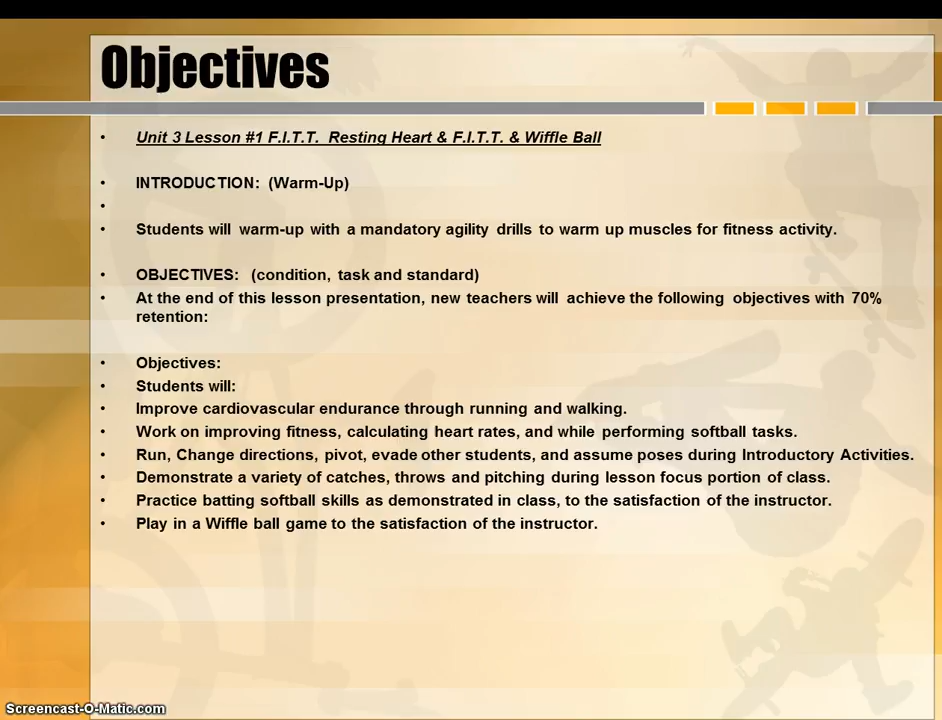 Objectives
• Unit 3 Lesson #1 F.I.T.T. Resting Heart & F.I.T.T. & Wiffle Ball
• INTRODUCTION: (Warm-Up)
•
• Students will warm-up with a mandatory agility drills to warm up muscles for fitness activity.
• OBJECTIVES: (condition, task and standard)
• At the end of this lesson presentation, new teachers will achieve the following objectives with 70%
retention:
• Objectives:
• Students will:
• Improve cardiovascular endurance through running and walking.
• Work on improving fitness, calculating heart rates, and while performing softball tasks.
• Run, Change directions, pivot, evade other students, and assume poses during Introductory Activities.
• Demonstrate a variety of catches, throws and pitching during lesson focus portion of class.
• Practice batting softball skills as demonstrated in class, to the satisfaction of the instructor.
• Play in a Wiffle ball game to the satisfaction of the instructor.
Screencast-O-Matic.com